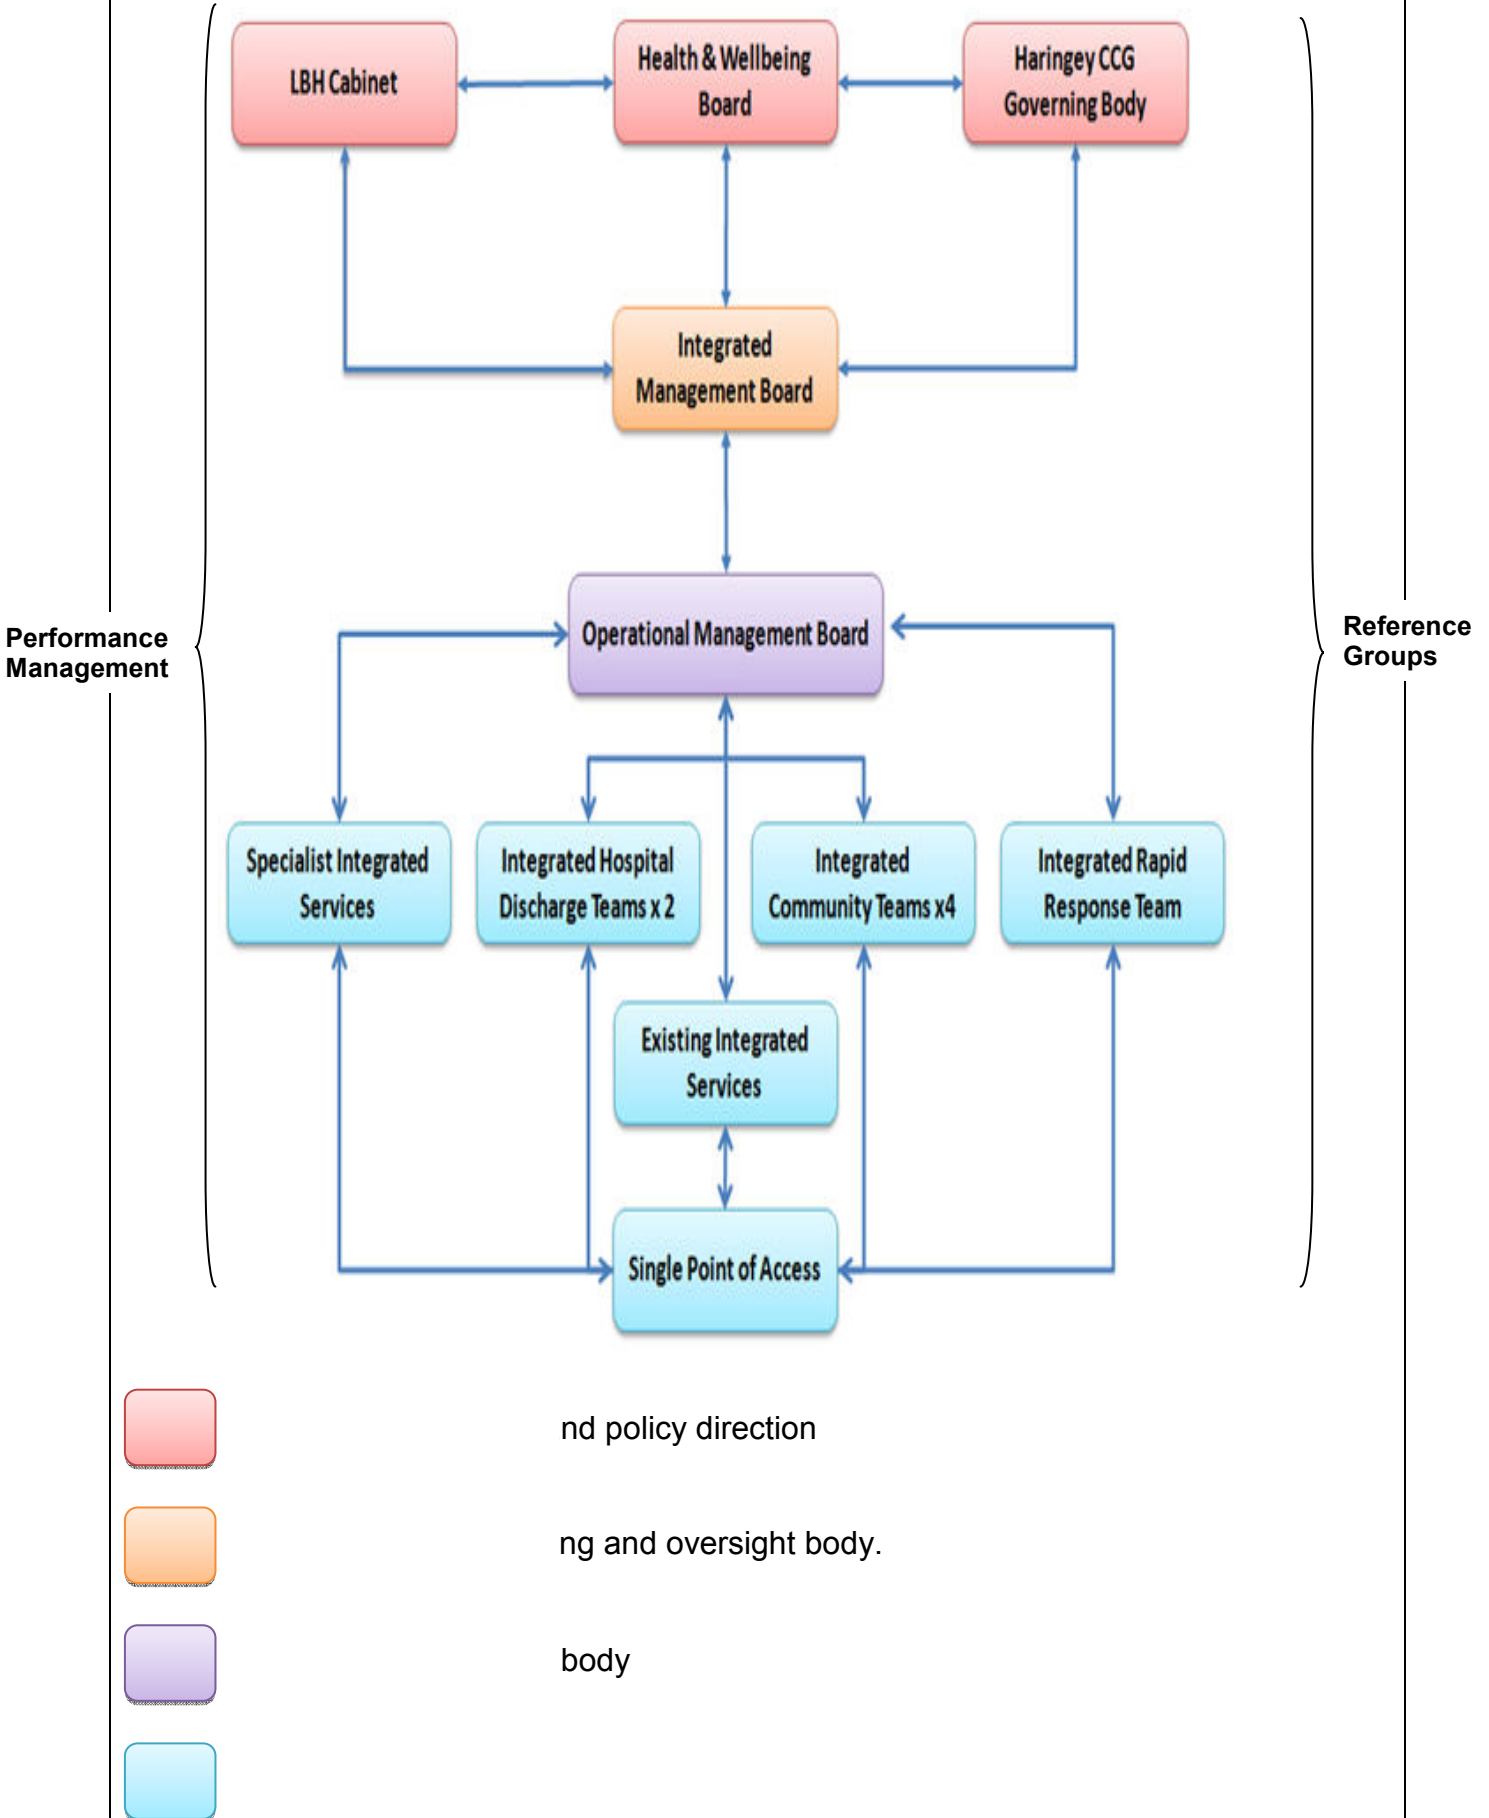 LBH Cabinet
Health & Wellbeing
Board
Haringey CCG
Governing Body
Integrated
Management Board
Operational Management Board
Performance
Management
Reference
Groups
Specialist Integrated
Services
Integrated Hospital
Discharge Teams x 2
Integrated
Community Teams x4
Integrated Rapid
Response Team
Existing Integrated
Services
Single Point of Access
nd policy direction
ng and oversight body.
body